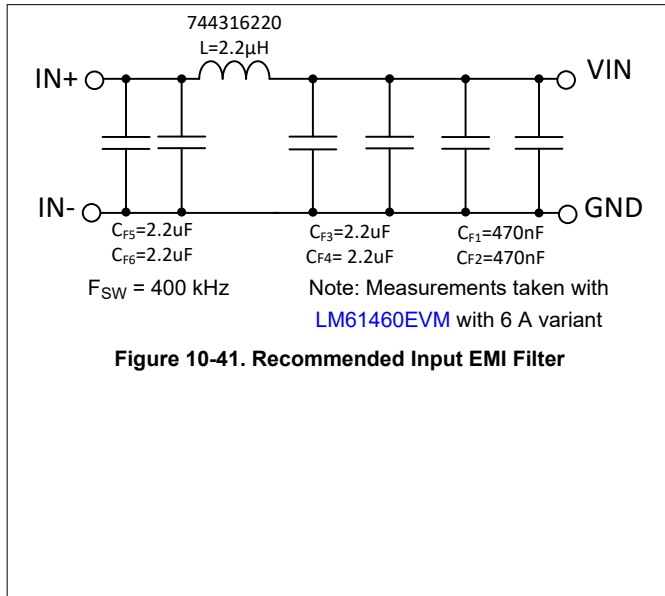 744316220
L=2.2µH
IN+
VIN
IN-
GND
CF5=2.2uF
CF6=2.2uF
CF3=2.2uF
CF4= 2.2uF
CF1=470nF
CF2=470nF
FSW = 400 kHz
Note: Measurements taken with
LM61460EVM with 6 A variant
Figure 10-41. Recommended Input EMI Filter